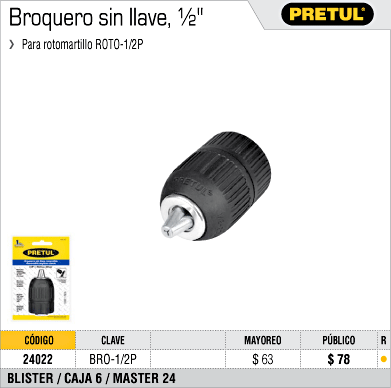 Broquero sin llave, ½"
PRETUL®
❯ Para rotomartillo ROTO-1/2P
PRETUL
PRETUL
CÓDIGO CLAVE MAYOREO PÚBLICO R
24022 BRO-1/2P $ 63 $ 78
BLISTER / CAJA 6 / MASTER 24